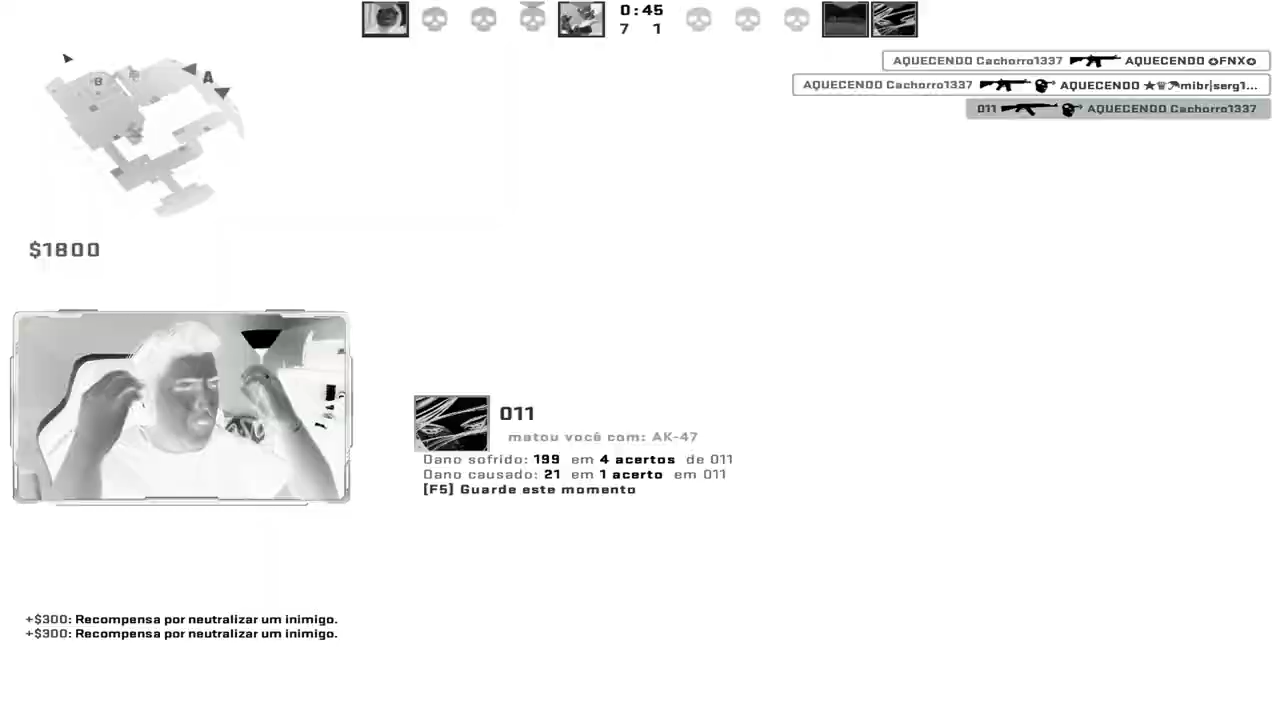 0:45
7 1
AQUECENDO Cachorro1337 AQUECENDO ✪FNX✪
AQUECENDO Cachorro1337 AQUECENDO ★♕☂mibr|serg1...
011 AQUECENDO Cachorro1337
B
A
$1800
011
matou você com: AK-47
Dano sofrido: 199 em 4 acertos de 011
Dano causado: 21 em 1 acerto em 011
[F5] Guarde este momento
+$300: Recompensa por neutralizar um inimigo.
+$300: Recompensa por neutralizar um inimigo.